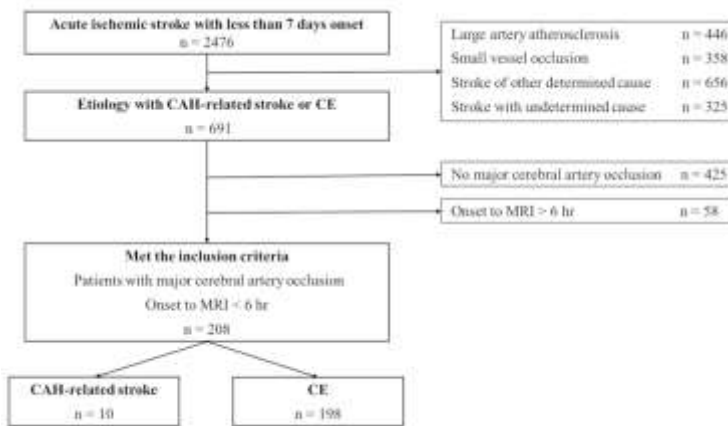 Acute ischemic stroke with less than 7 days onset
n = 2476
Large artery atherosclerosis n = 446
Small vessel occlusion n = 358
Stroke of other determined cause n = 656
Stroke with undetermined cause n = 325
Etiology with CAH-related stroke or CE
n = 691
No major cerebral artery occlusion n = 425
Onset to MRI > 6 hr n = 58
Met the inclusion criteria
Patients with major cerebral artery occlusion
Onset to MRI < 6 hr
n = 208
CAH-related stroke
n = 10
CE
n = 198